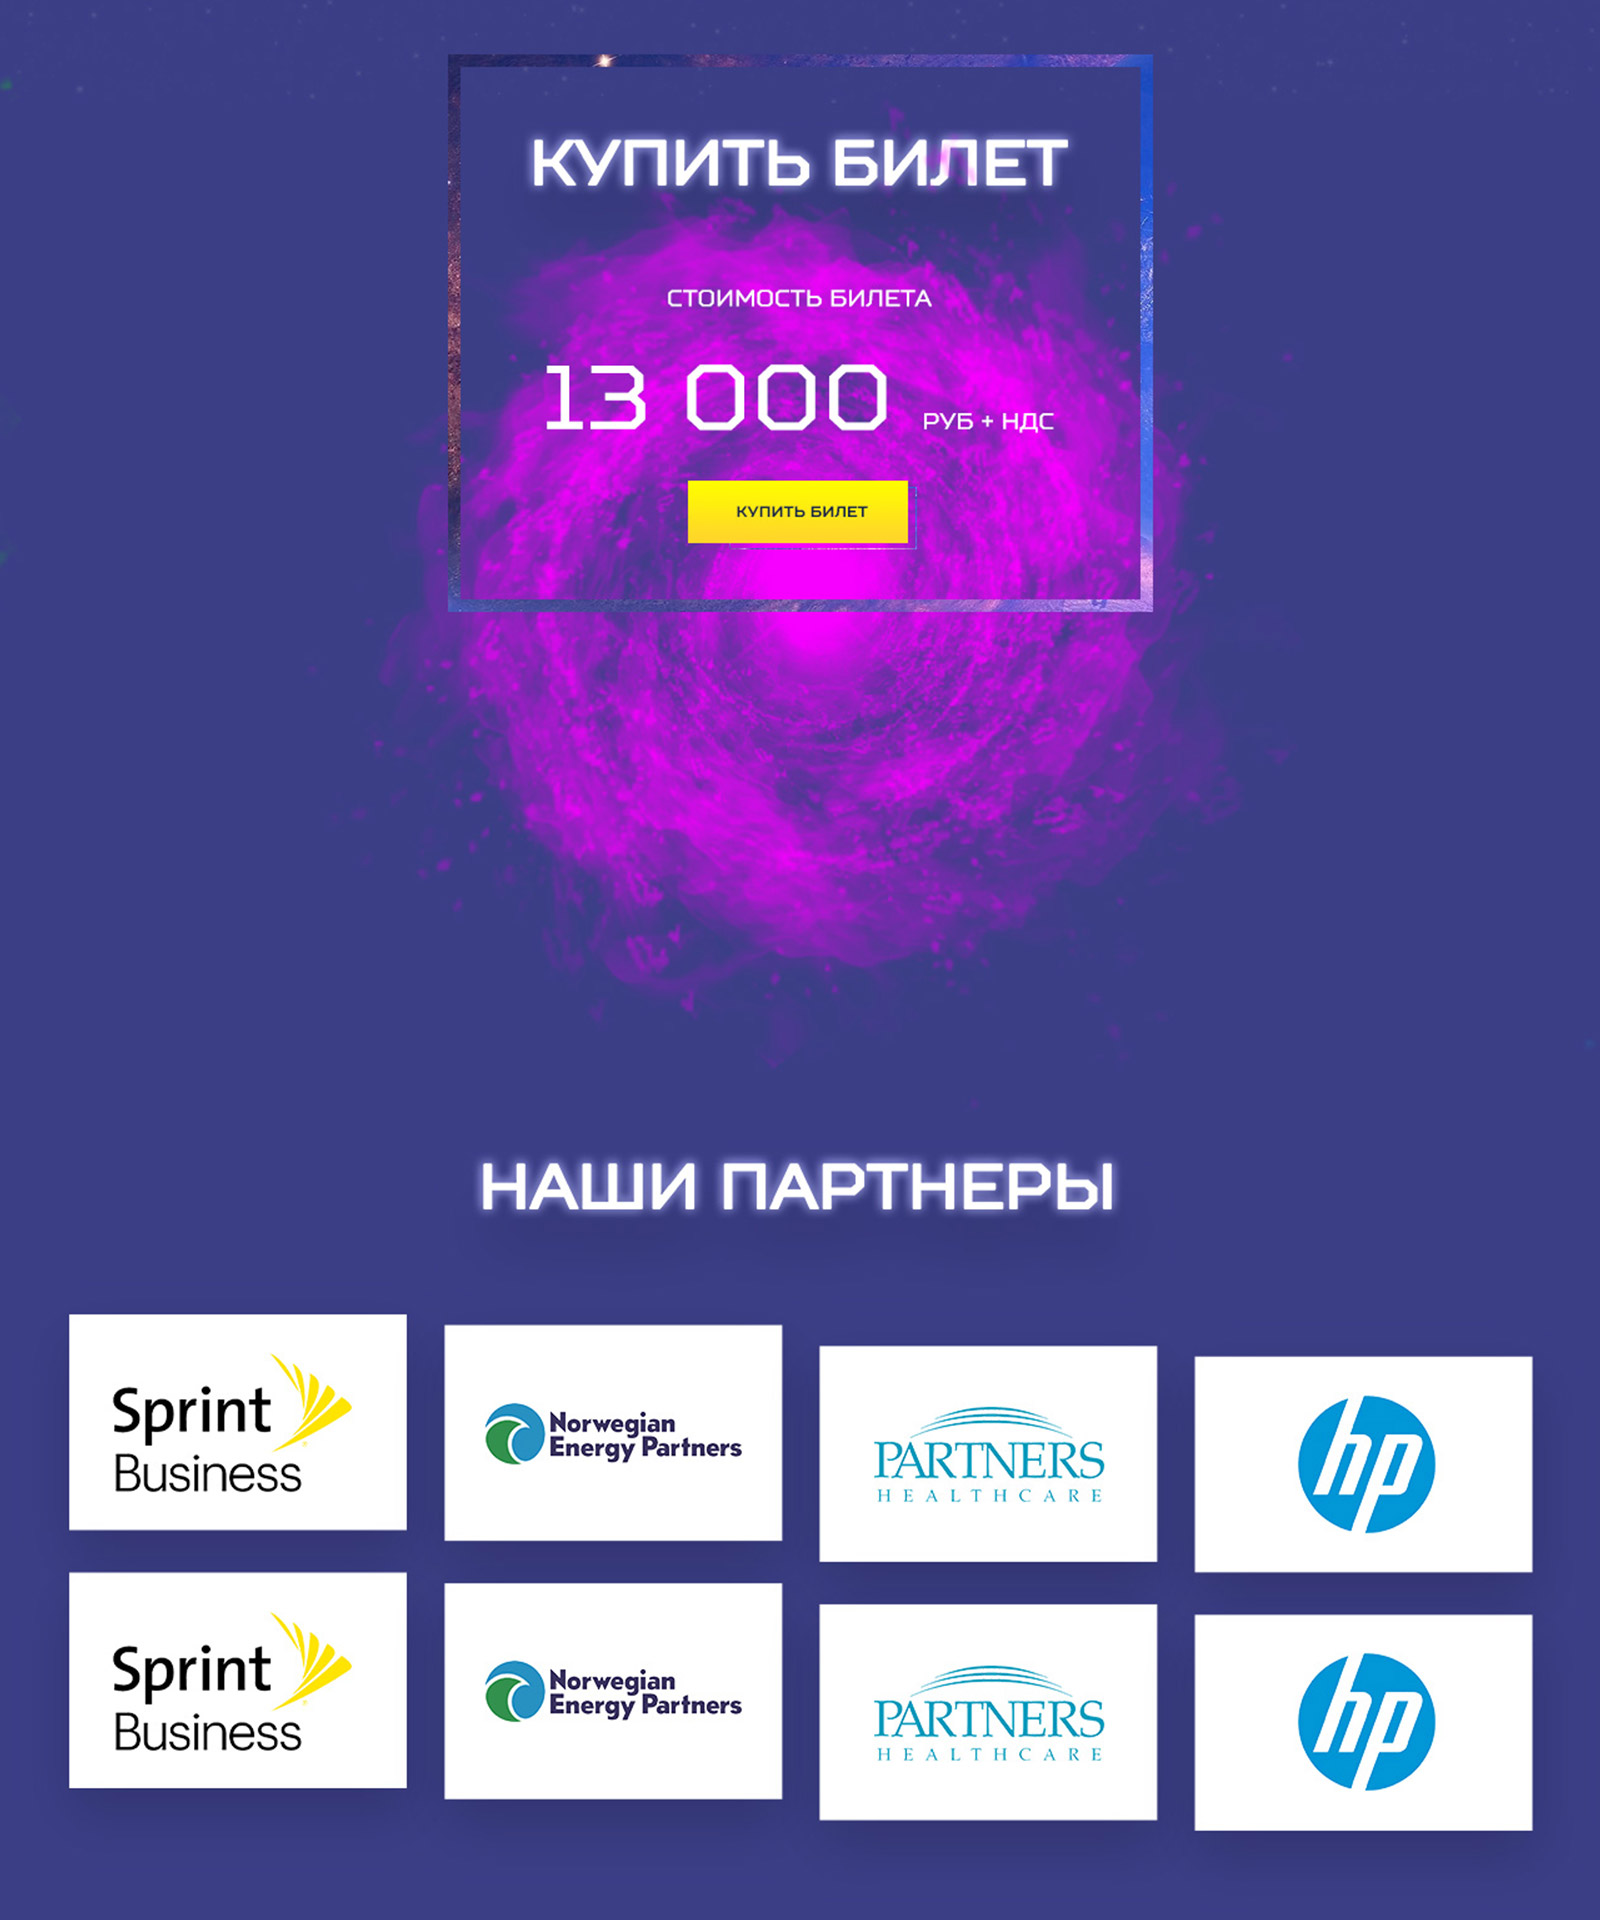 КУПИТЬ БИЛЕТ
СТОИМОСТЬ БИЛЕТА
13 000 РУБ + НДС
КУПИТЬ БИЛЕТ
НАШИ ПАРТНЕРЫ
Sprint
Business
Norwegian
Energy Partners
PARTNERS
HEALTHCARE
hp
Sprint
Business
Norwegian
Energy Partners
PARTNERS
HEALTHCARE
hp